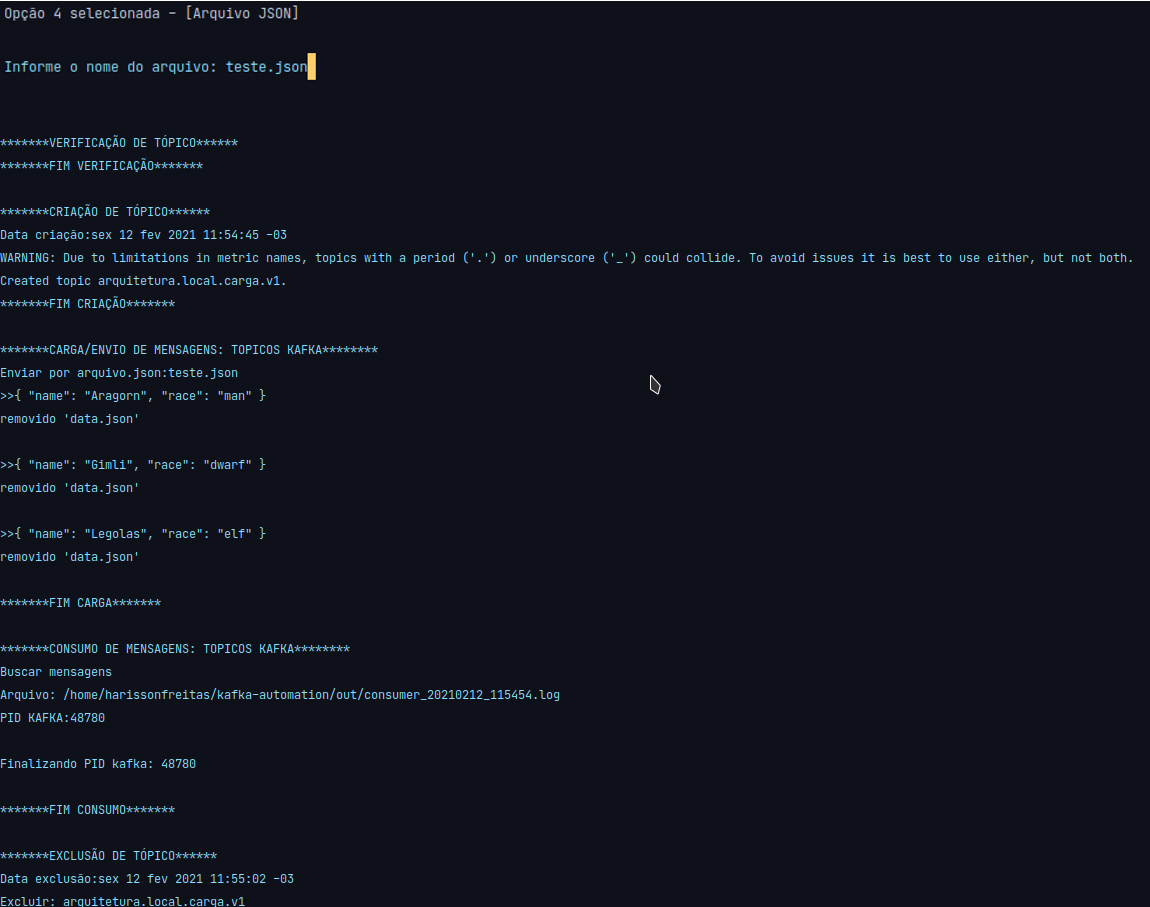 Opção 4 selecionada - [Arquivo JSON]
Informe o nome do arquivo: teste.json
*******VERIFICAÇÃO DE TÓPICO******
*******FIM VERIFICAÇÃO*******
*******CRIAÇÃO DE TÓPICO******
Data criação:sex 12 fev 2021 11:54:45 -03
WARNING: Due to limitations in metric names, topics with a period ('.') or underscore ('_') could collide. To avoid issues it is best to use either, but not both.
Created topic arquitetura.local.carga.v1.
*******FIM CRIAÇÃO*******
*******CARGA/ENVIO DE MENSAGENS: TOPICOS KAFKA********
Enviar por arquivo.json:teste.json
>>{ "name": "Aragorn", "race": "man" }
removido 'data.json'
>>{ "name": "Gimli", "race": "dwarf" }
removido 'data.json'
>>{ "name": "Legolas", "race": "elf" }
removido 'data.json'
*******FIM CARGA*******
*******CONSUMO DE MENSAGENS: TOPICOS KAFKA********
Buscar mensagens
Arquivo: /home/harissonfreitas/kafka-automation/out/consumer_20210212_115454.log
PID KAFKA:48780
Finalizando PID kafka: 48780
*******FIM CONSUMO*******
*******EXCLUSÃO DE TÓPICO******
Data exclusão:sex 12 fev 2021 11:55:02 -03
Excluir: arquitetura.local.carga.v1